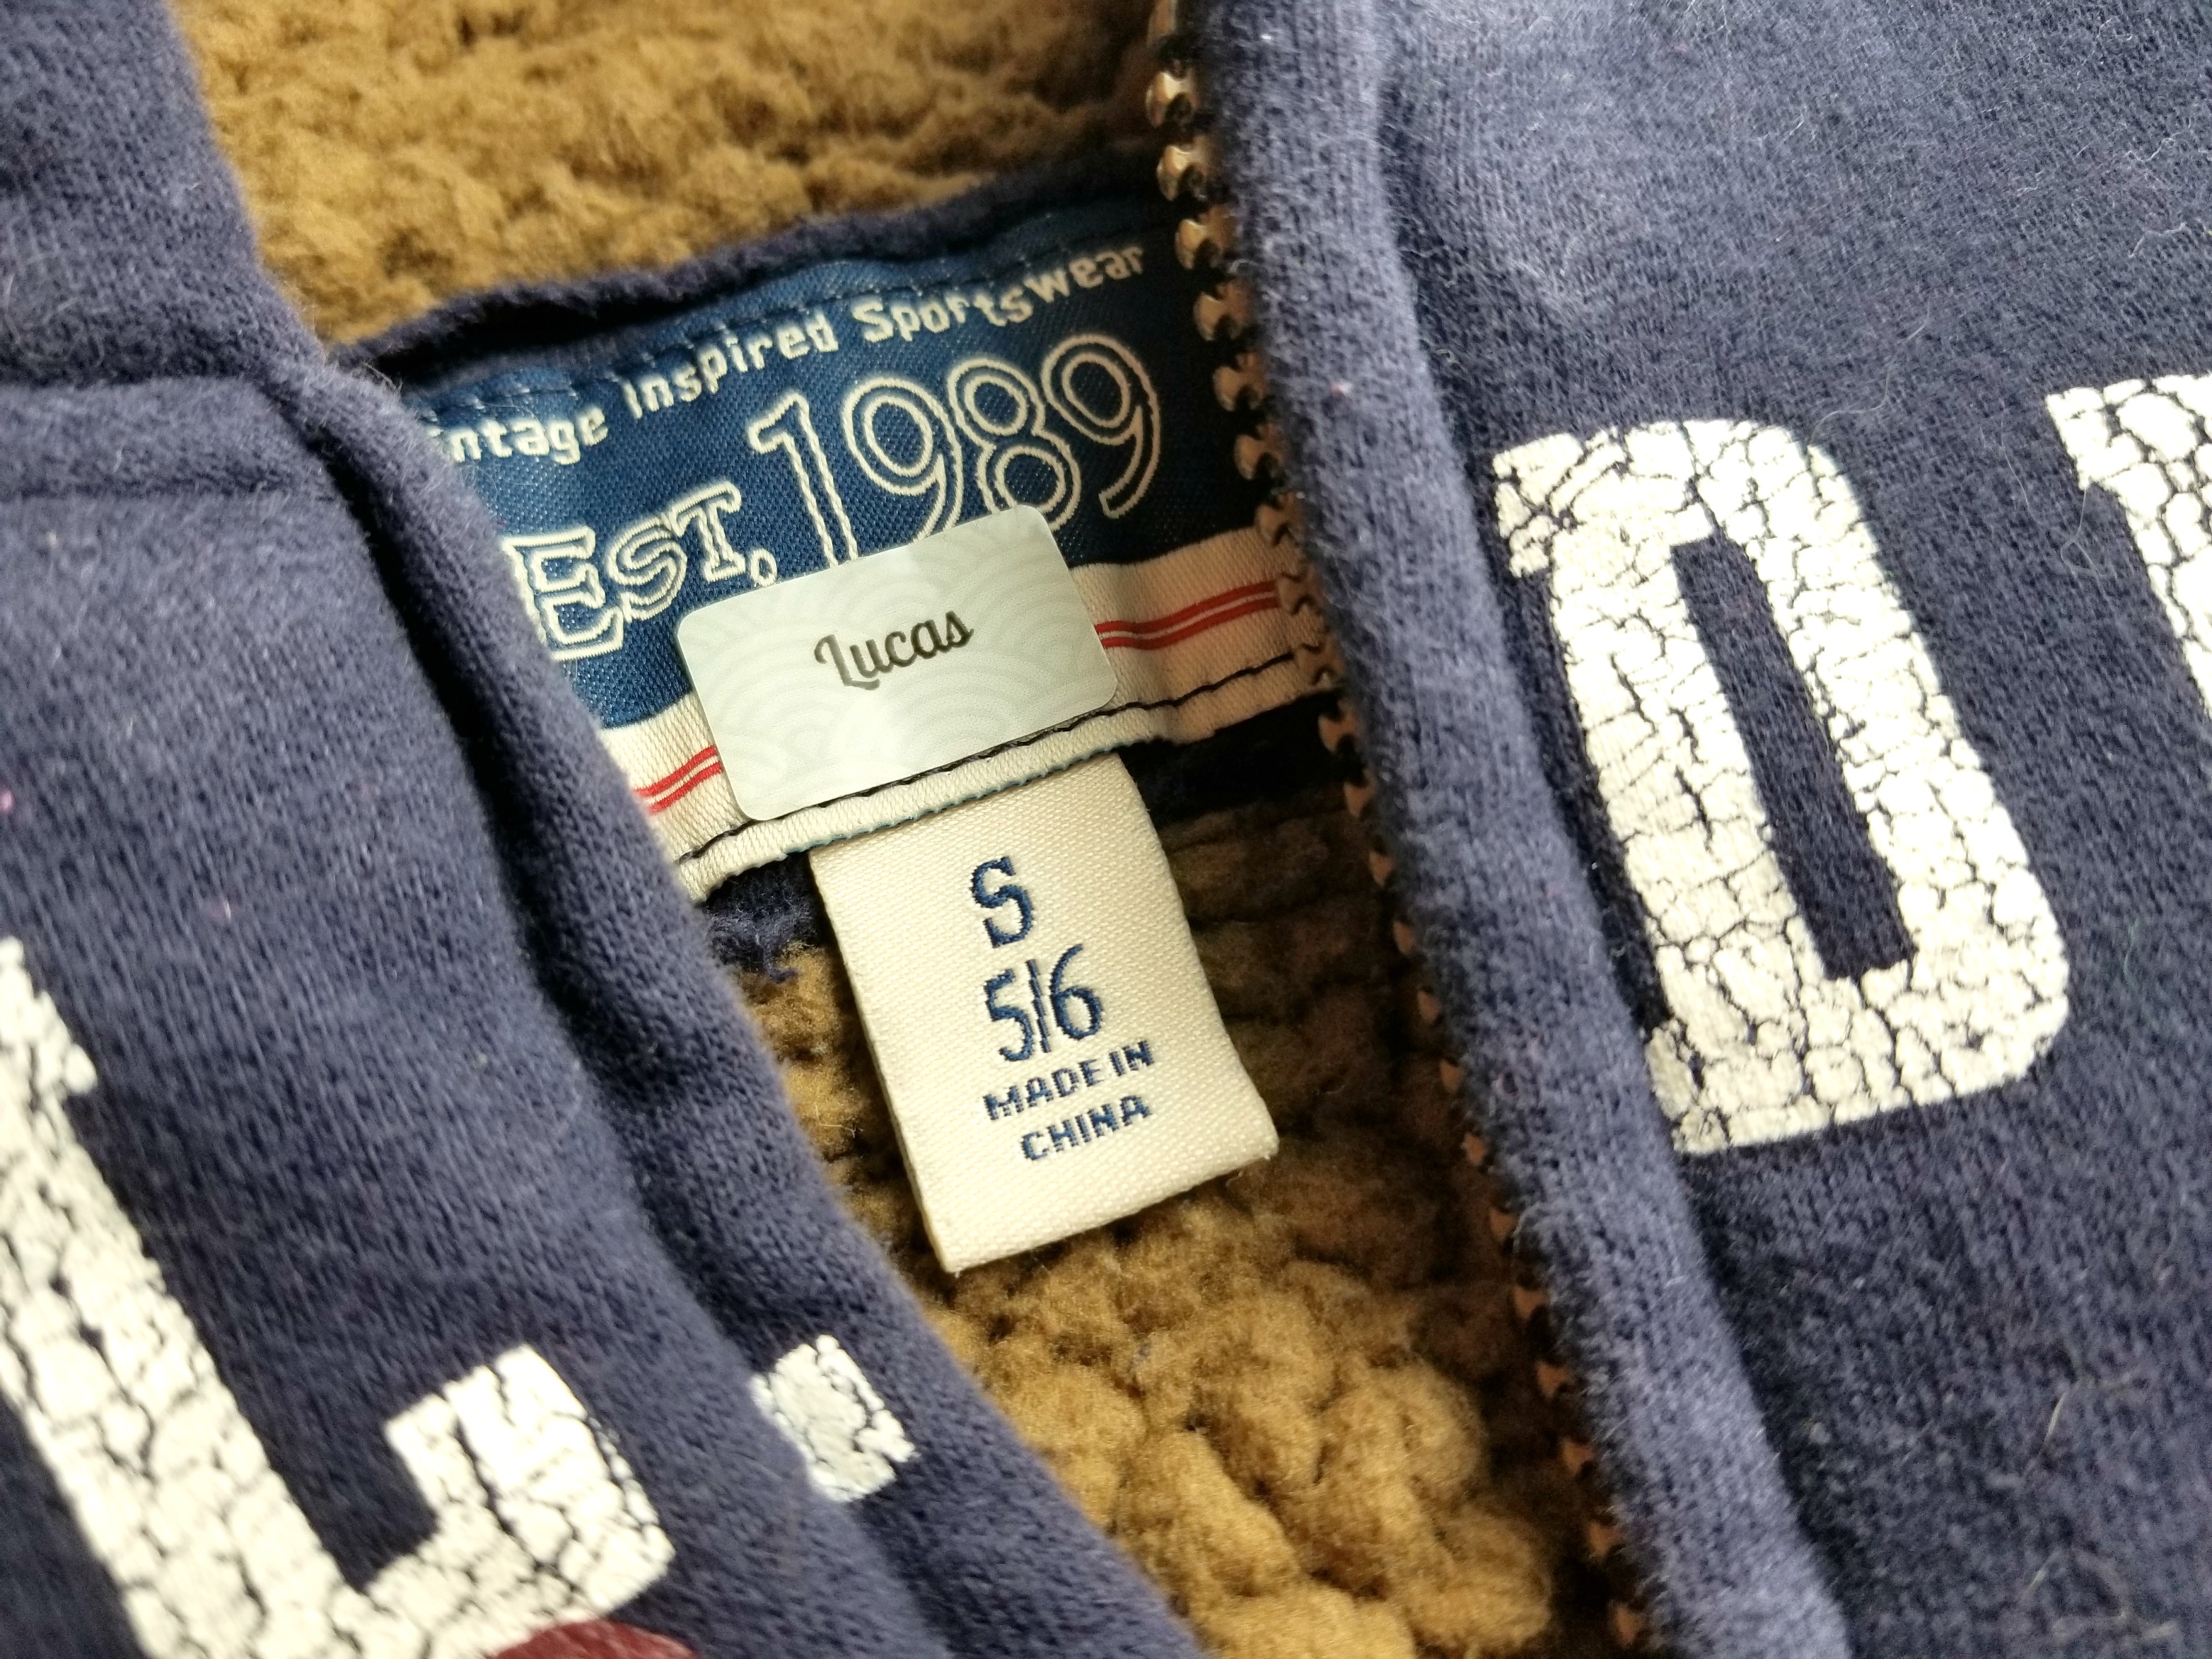 intage Inspired Sportswear
EST. 1989
Lucas
S
5/6
MADE IN
CHINA
L.
D